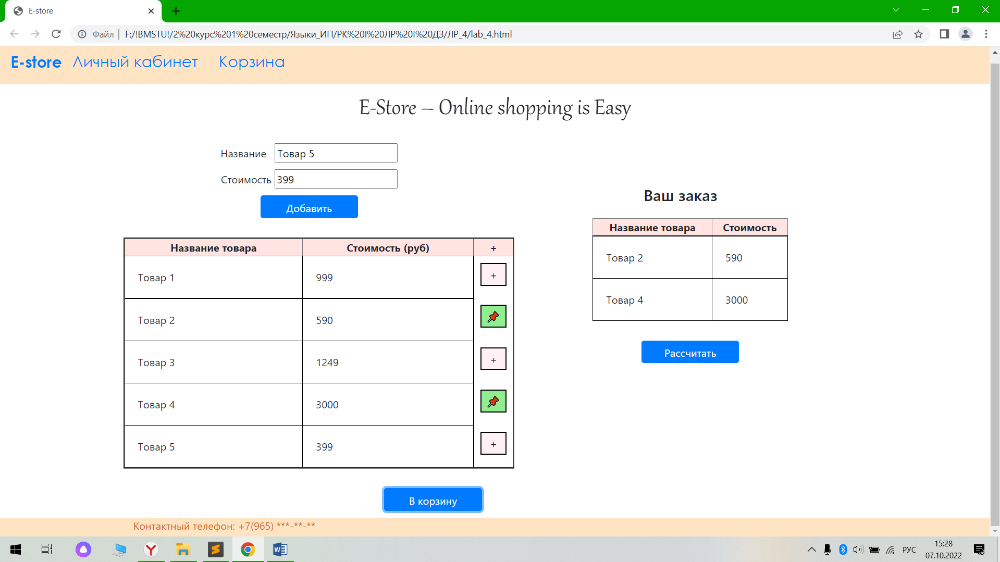 E-store
Файл | F:/!BMSTU!/2%20курс%201%20семестр/Языки_ИП/РК%20I%20ЛР%20I%20ДЗ/ЛР_4/lab_4.html
E-store Личный кабинет Корзина
E-Store – Online shopping is Easy
Название Товар 5
Стоимость 399
Добавить
Название товара Стоимость (руб) +
Товар 1 999 +
Товар 2 590
Товар 3 1249 +
Товар 4 3000
Товар 5 399 +
В корзину
Ваш заказ
Название товара Стоимость
Товар 2 590
Товар 4 3000
Рассчитать
Контактный телефон: +7(965) ***-**-**
РУС
15:28
07.10.2022